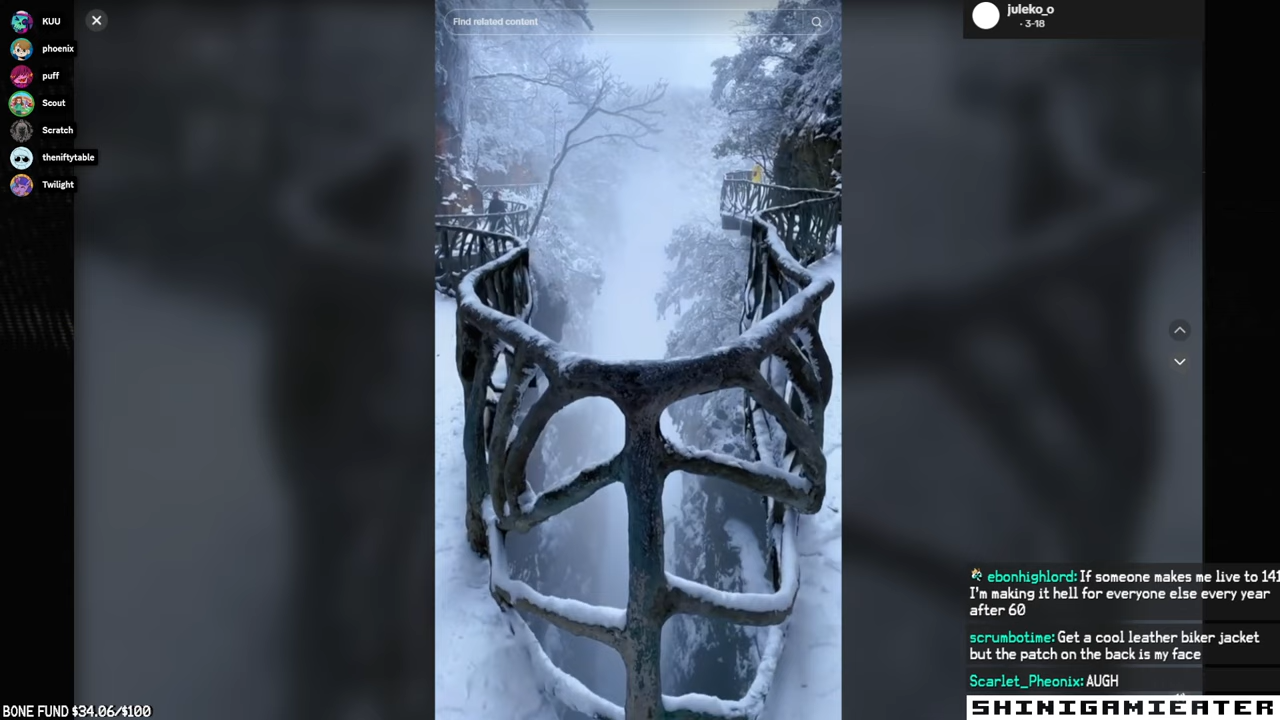 KUU
phoenix
puff
Scout
Scratch
theniftytable
Twilight
Find related content
juleko_o
· 3-18
ebonhighlord: If someone makes me live to 141
I'm making it hell for everyone else every year
after 60
scrumbotime: Get a cool leather biker jacket
but the patch on the back is my face
Scarlet_Pheonix: AUGH
BONE FUND $34.06/$100
SHINIGAMIEATER